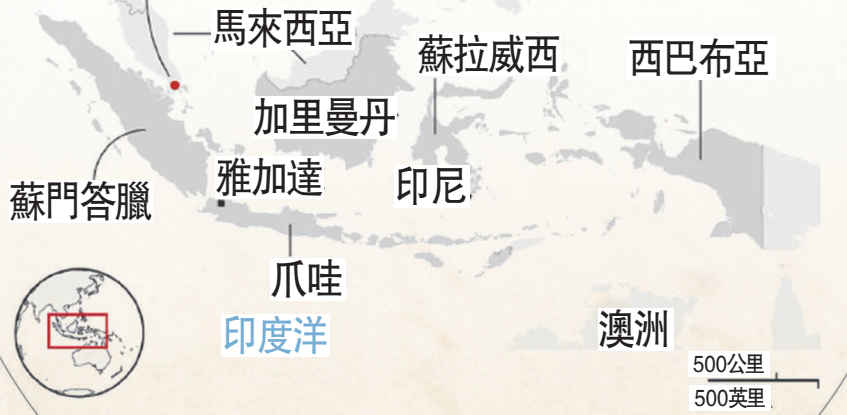 馬來西亞
蘇拉威西
西巴布亞
加里曼丹
雅加達
印尼
蘇門答臘
爪哇
印度洋
澳洲
500公里
500英里